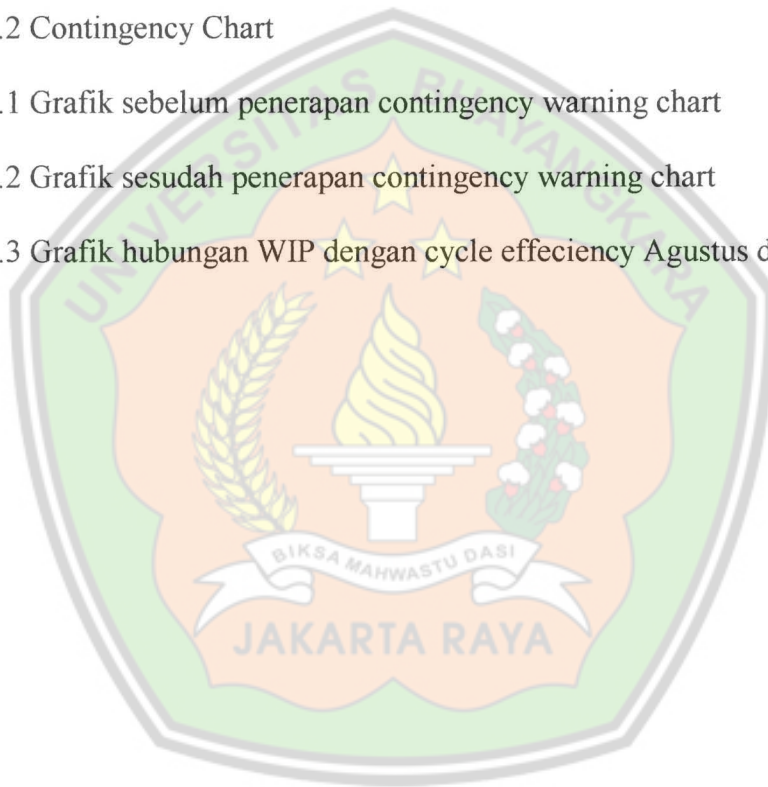 .2 Contingency Chart
.1 Grafik sebelum penerapan contingency warning chart
.2 Grafik sesudah penerapan contingency warning chart
.3 Grafik hubungan WIP dengan cycle effeciency Agustus d
UNIVERSITAS BHAYANGKARA
BIKSA MAHWASTU DASI
JAKARTA RAYA